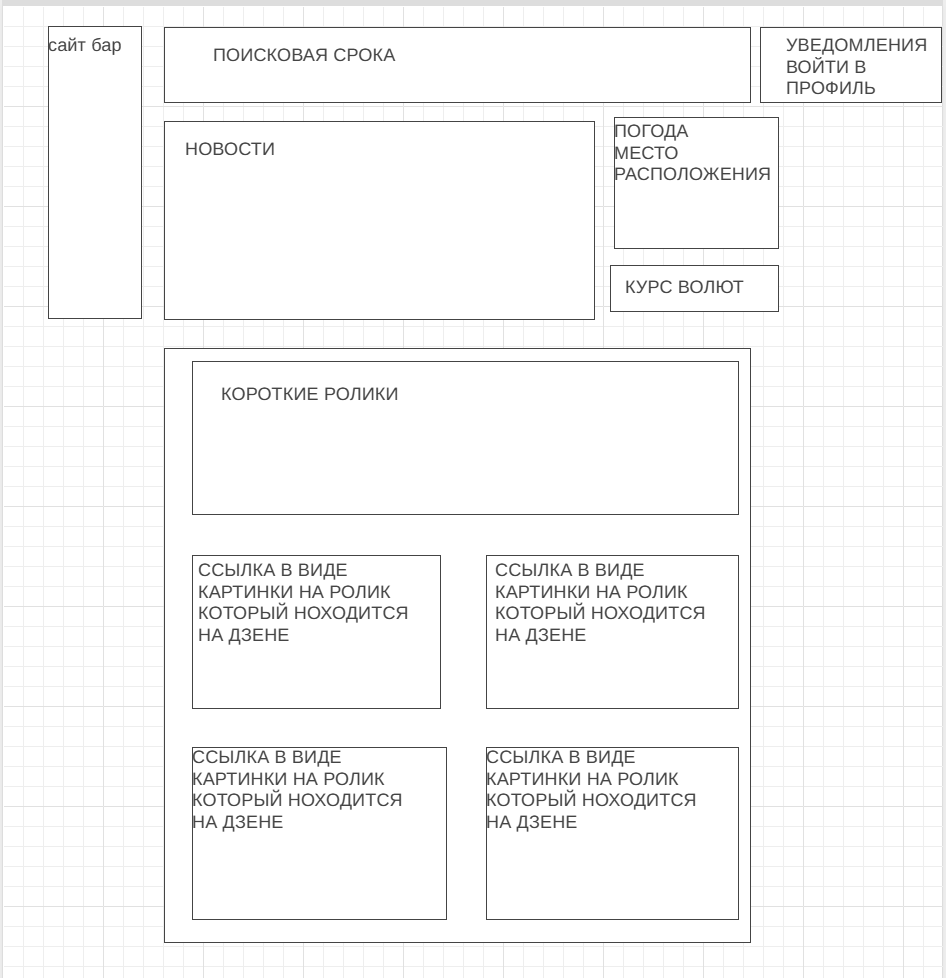 сайт бар
ПОИСКОВАЯ СРОКА
УВЕДОМЛЕНИЯ
ВОЙТИ В
ПРОФИЛЬ
НОВОСТИ
ПОГОДА
МЕСТО
РАСПОЛОЖЕНИЯ
КУРС ВОЛЮТ
КОРОТКИЕ РОЛИКИ
ССЫЛКА В ВИДЕ
КАРТИНКИ НА РОЛИК
КОТОРЫЙ НОХОДИТСЯ
НА ДЗЕНЕ
ССЫЛКА В ВИДЕ
КАРТИНКИ НА РОЛИК
КОТОРЫЙ НОХОДИТСЯ
НА ДЗЕНЕ
ССЫЛКА В ВИДЕ
КАРТИНКИ НА РОЛИК
КОТОРЫЙ НОХОДИТСЯ
НА ДЗЕНЕ
ССЫЛКА В ВИДЕ
КАРТИНКИ НА РОЛИК
КОТОРЫЙ НОХОДИТСЯ
НА ДЗЕНЕ